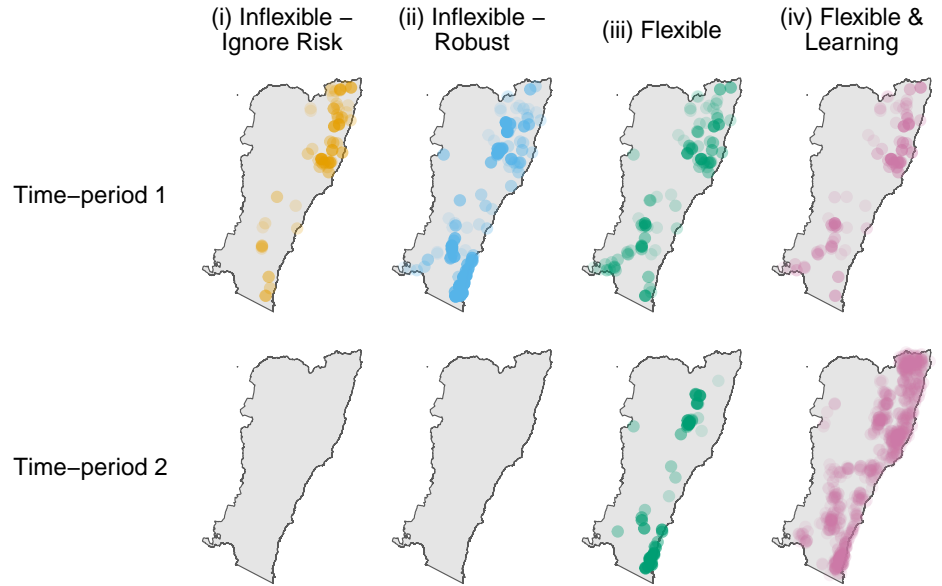 (i) Inflexible –
Ignore Risk
(ii) Inflexible –
Robust
(iii) Flexible
(iv) Flexible &
Learning
Time−period 1
Time−period 2